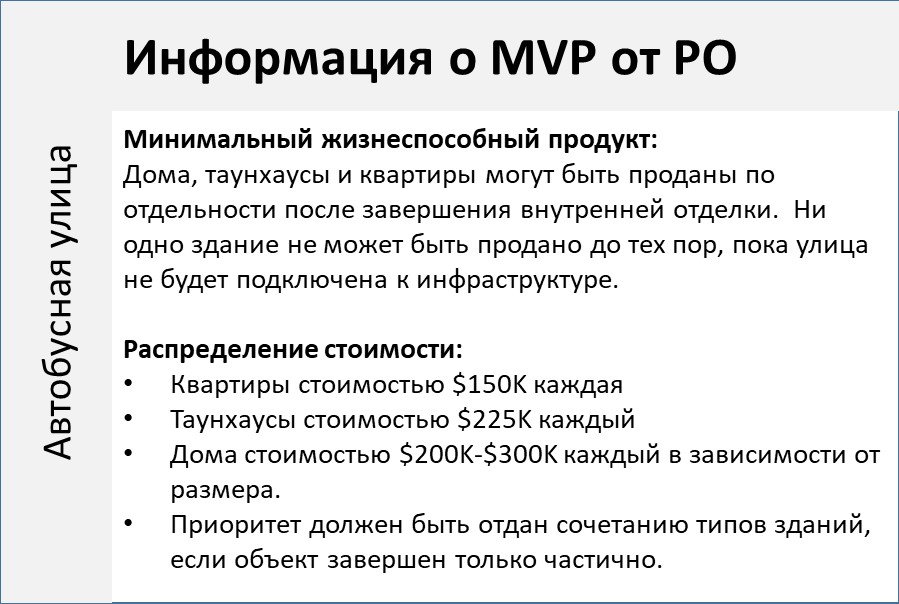 Информация о MVP от PO
Автобусная улица
Минимальный жизнеспособный продукт:
Дома, таунхаусы и квартиры могут быть проданы по
отдельности после завершения внутренней отделки.  Ни
одно здание не может быть продано до тех пор, пока улица
не будет подключена к инфраструктуре.
Распределение стоимости:
• Квартиры стоимостью $150K каждая
• Таунхаусы стоимостью $225K каждый
• Дома стоимостью $200K-$300K каждый в зависимости от
размера.
• Приоритет должен быть отдан сочетанию типов зданий,
если объект завершен только частично.